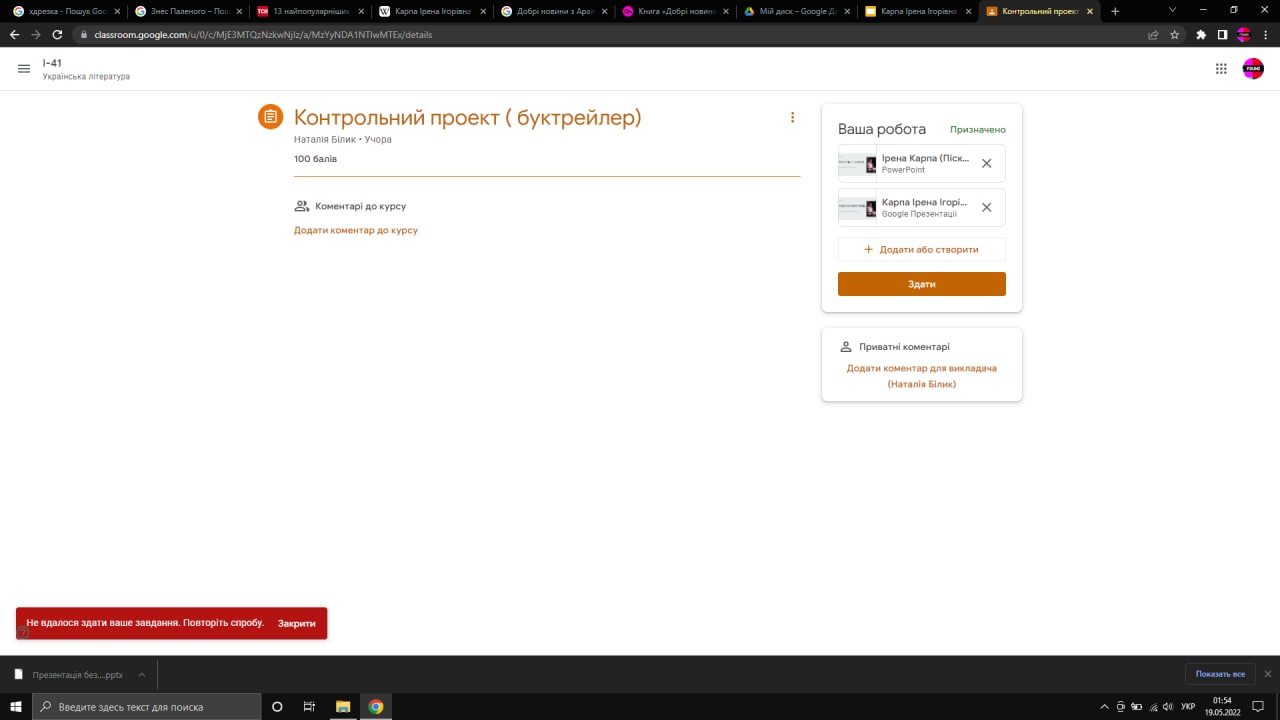 хдрезка - Пошук Goo
Знес Паленого – Пош
13 найпопулярніши
Карпа Ірена Ігорівна
Добрі новини з Арал
Книга «Добрі новини
Мій диск – Google Д
Карпа Ірена Ігорівна
Контрольний проект
classroom.google.com/u/0/c/MjE3MTQzNzkwNjIz/a/MzYyNDA1NTIwMTEx/details
І-41
Українська література
Контрольний проект ( буктрейлер)
Наталія Білик • Учора
100 балів
Коментарі до курсу
Додати коментар до курсу
Ваша робота
Призначено
Ірена Карпа (Піск...
PowerPoint
Карпа Ірена Ігорі...
Google Презентації
+ Додати або створити
Здати
Приватні коментарі
Додати коментар для викладача
(Наталія Білик)
Не вдалося здати ваше завдання. Повторіть спробу. Закрити
Презентація без....pptx
Показать все
Введите здесь текст для поиска
УКР
01:54
19.05.2022